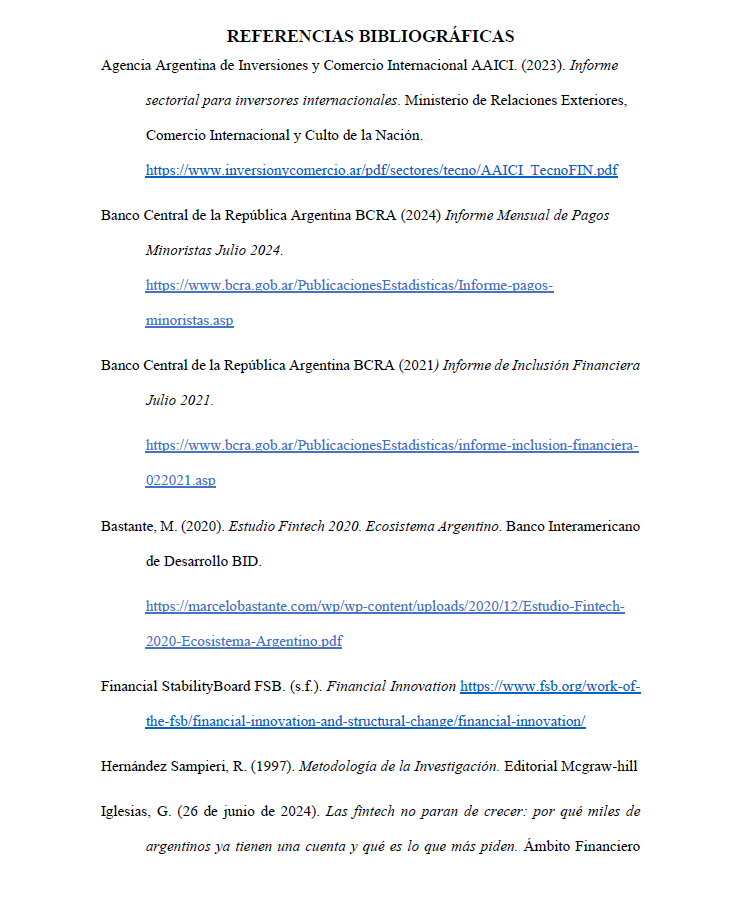 REFERENCIAS BIBLIOGRÁFICAS
Agencia Argentina de Inversiones y Comercio Internacional AAICI. (2023). Informe
sectorial para inversores internacionales. Ministerio de Relaciones Exteriores,
Comercio Internacional y Culto de la Nación.
https://www.inversionycomercio.ar/pdf/sectores/tecno/AAICI_TecnoFIN.pdf
Banco Central de la República Argentina BCRA (2024) Informe Mensual de Pagos
Minoristas Julio 2024.
https://www.bcra.gob.ar/PublicacionesEstadisticas/Informe-pagos-
minoristas.asp
Banco Central de la República Argentina BCRA (2021) Informe de Inclusión Financiera
Julio 2021.
https://www.bcra.gob.ar/PublicacionesEstadisticas/informe-inclusion-financiera-
022021.asp
Bastante, M. (2020). Estudio Fintech 2020. Ecosistema Argentino. Banco Interamericano
de Desarrollo BID.
https://marcelobastante.com/wp/wp-content/uploads/2020/12/Estudio-Fintech-
2020-Ecosistema-Argentino.pdf
Financial StabilityBoard FSB. (s.f.). Financial Innovation https://www.fsb.org/work-of-
the-fsb/financial-innovation-and-structural-change/financial-innovation/
Hernández Sampieri, R. (1997). Metodología de la Investigación. Editorial Mcgraw-hill
Iglesias, G. (26 de junio de 2024). Las fintech no paran de crecer: por qué miles de
argentinos ya tienen una cuenta y qué es lo que más piden. Ámbito Financiero